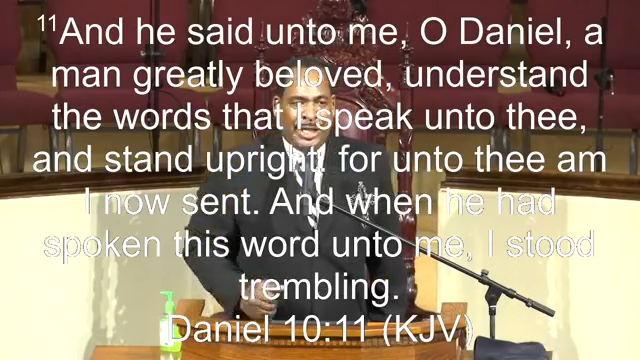 11And he said unto me, O Daniel, a
man greatly beloved, understand
the words that I speak unto thee,
and stand upright: for unto thee am
I now sent. And when he had
spoken this word unto me, I stood
trembling.
Daniel 10:11 (KJV)